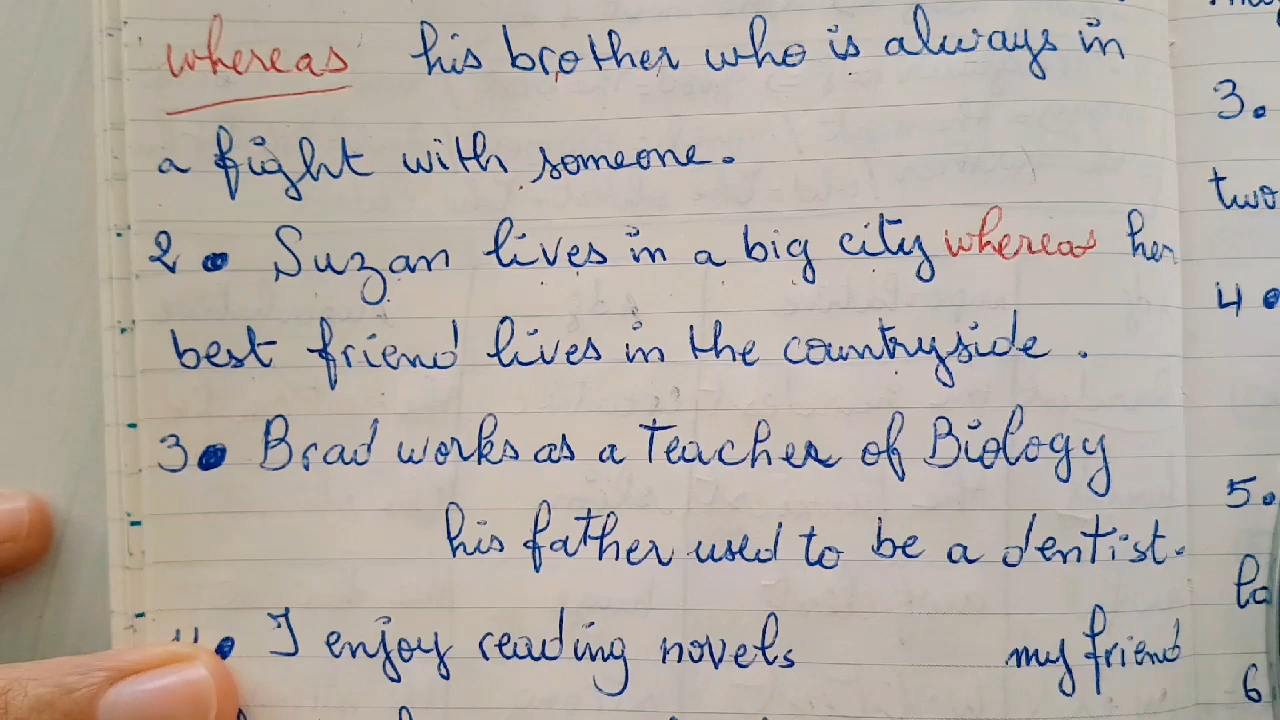 whereas his brother who is always in
a fight with someone.
2. Suzan lives in a big city whereas her
best friend lives in the countryside.
3. Brad works as a teacher of Biology
his father used to be a dentist.
4. I enjoy reading novels my friend
3.
two
4.
5.
6